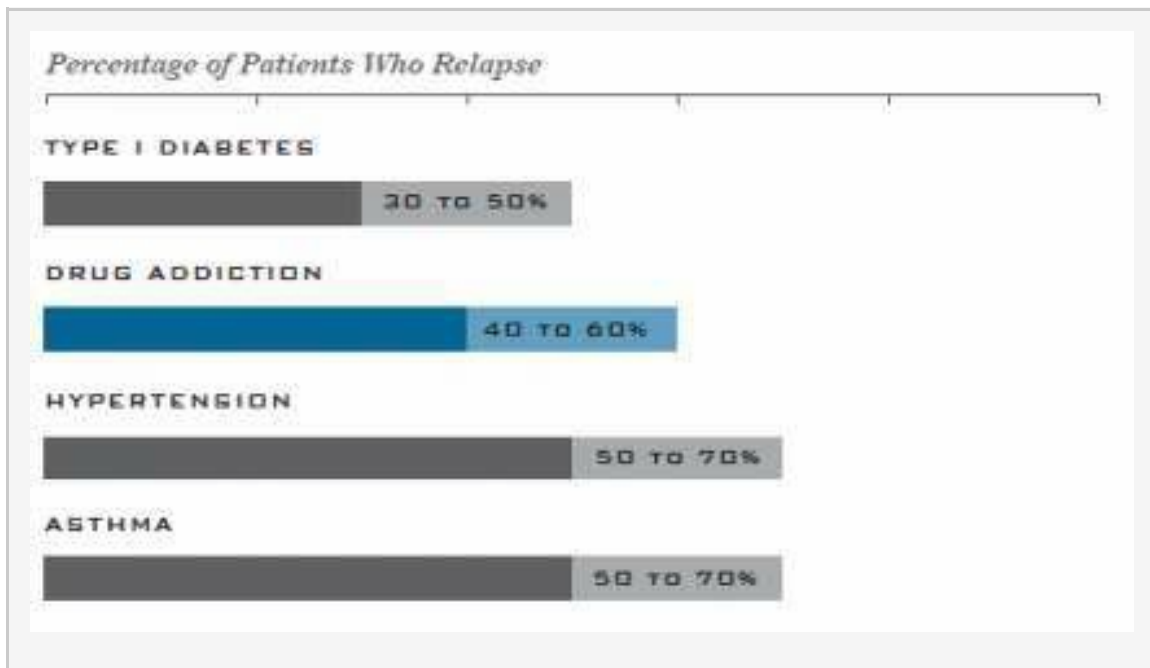 Percentage of Patients Who Relapse
TYPE I DIABETES
30 TO 50%
DRUG ADDICTION
40 TO 60%
HYPERTENSION
50 TO 70%
ASTHMA
50 TO 70%